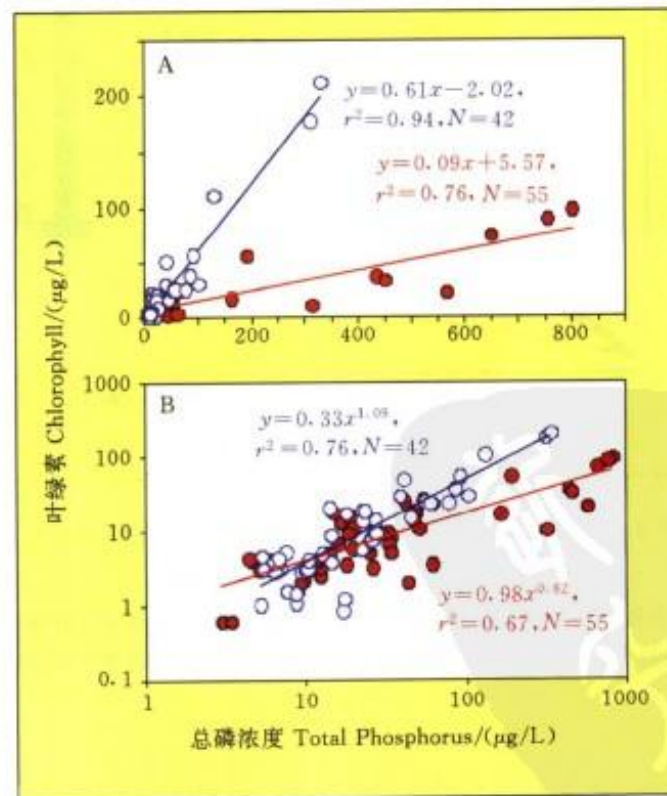 A
y=0.61x−2.02,
r²=0.94,N=42
y=0.09x+5.57,
r²=0.76,N=55
200
100
0
0 200 400 600 800
叶绿素 Chlorophyll/(μg/L)
B
y=0.33x^1.09,
r²=0.76,N=42
y=0.98x^0.62,
r²=0.67,N=55
1000
100
10
1
0.1
1 10 100 1000
总磷浓度 Total Phosphorus/(μg/L)